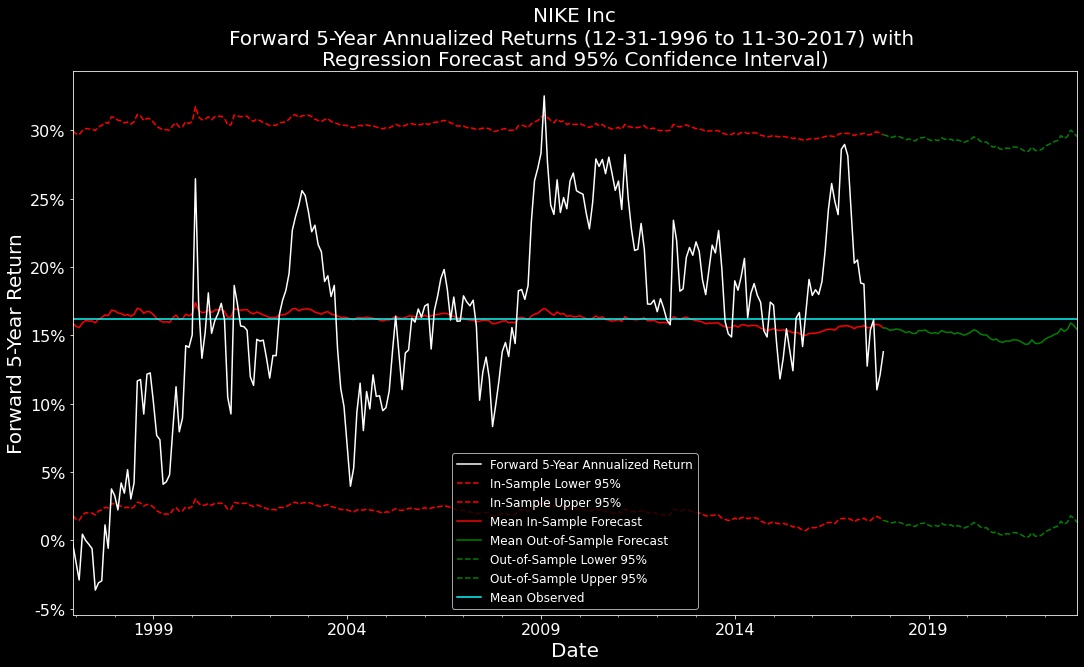 NIKE Inc
Forward 5-Year Annualized Returns (12-31-1996 to 11-30-2017) with
Regression Forecast and 95% Confidence Interval)
Forward 5-Year Return
30%
25%
20%
15%
10%
5%
0%
-5%
Forward 5-Year Annualized Return
In-Sample Lower 95%
In-Sample Upper 95%
Mean In-Sample Forecast
Mean Out-of-Sample Forecast
Out-of-Sample Lower 95%
Out-of-Sample Upper 95%
Mean Observed
1999
2004
2009
2014
2019
Date